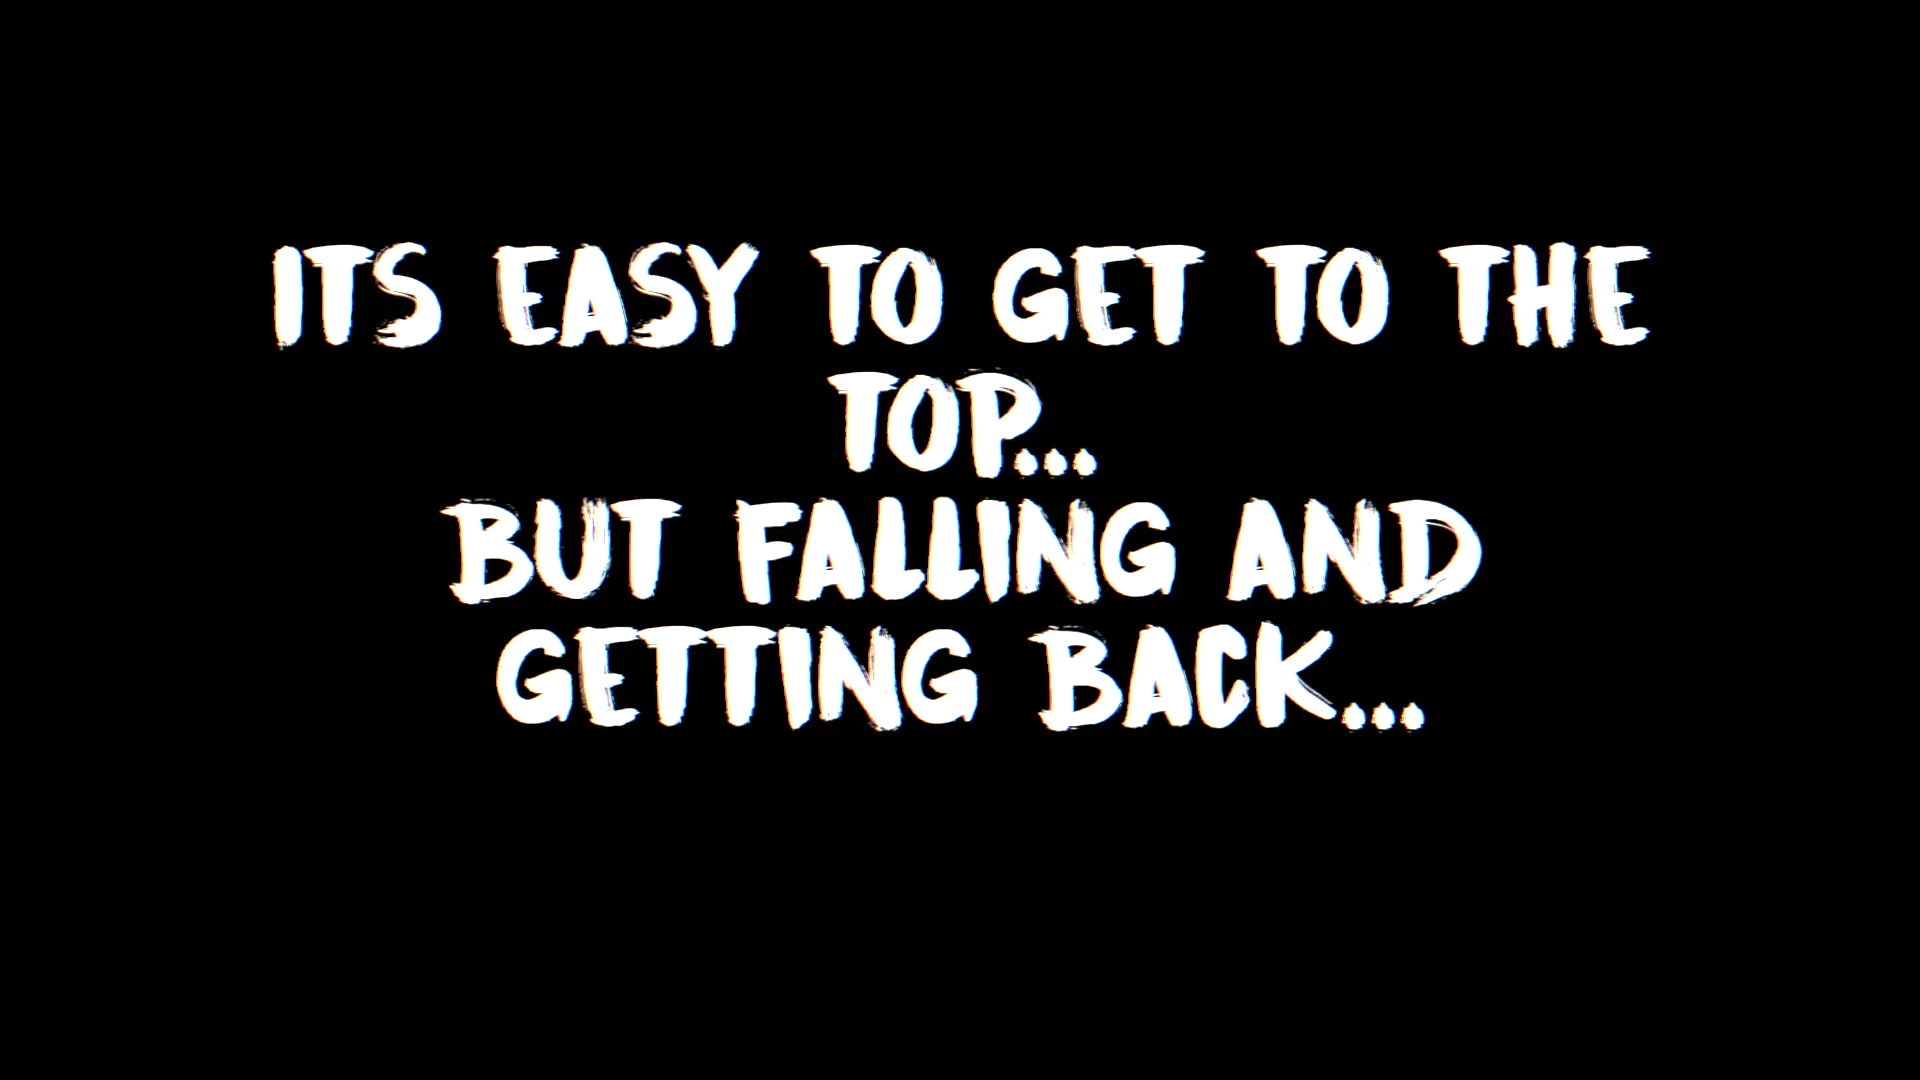 ITS EASY TO GET TO THE
TOP...
BUT FALLING AND
GETTING BACK...